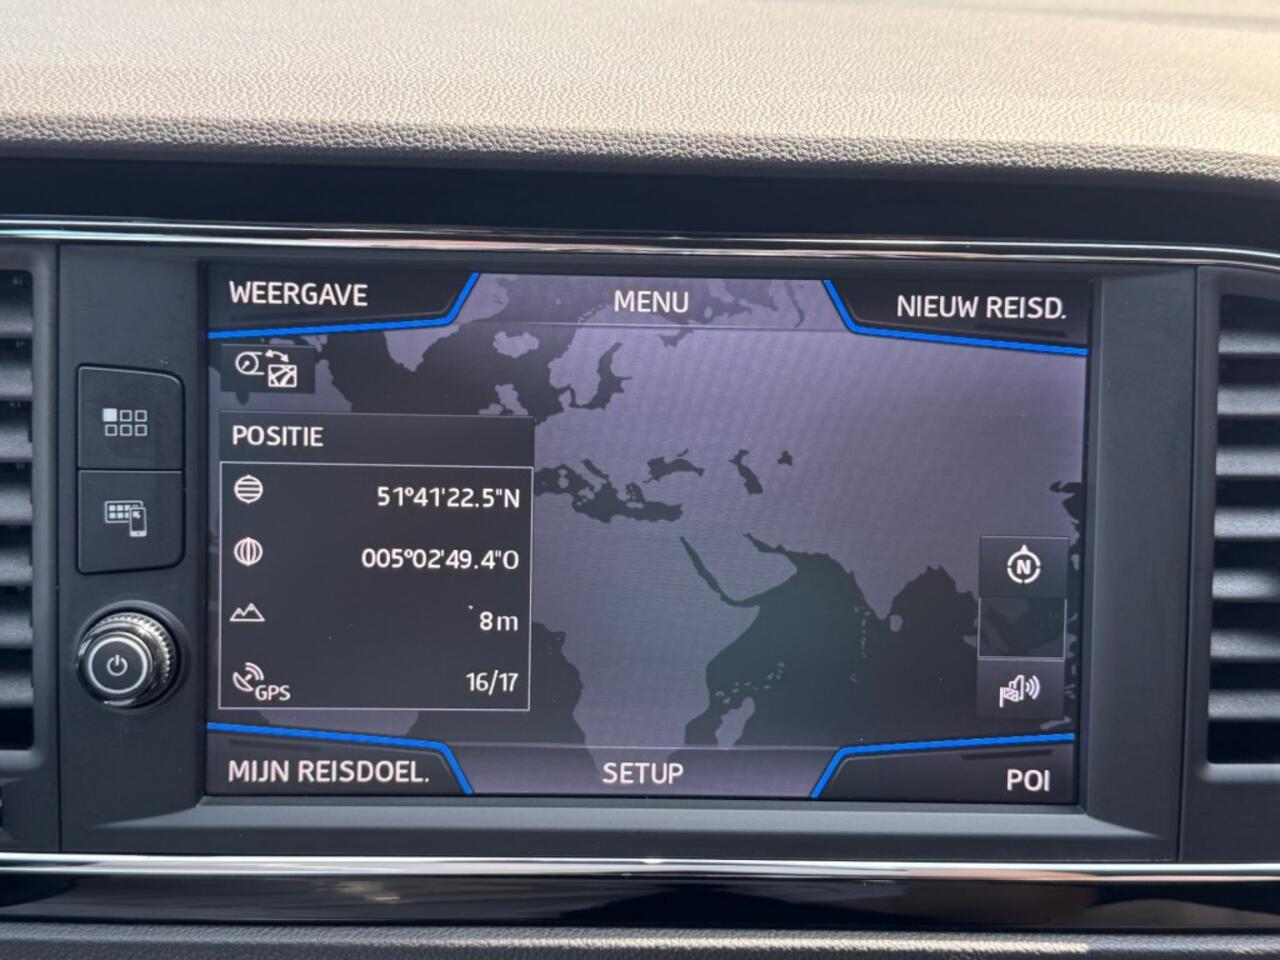 WEERGAVE
MENU
NIEUW REISD.
POSITIE
51°41'22.5"N
005°02'49.4"O
8m
GPS
16/17
N
MIJN REISDOEL.
SETUP
POI